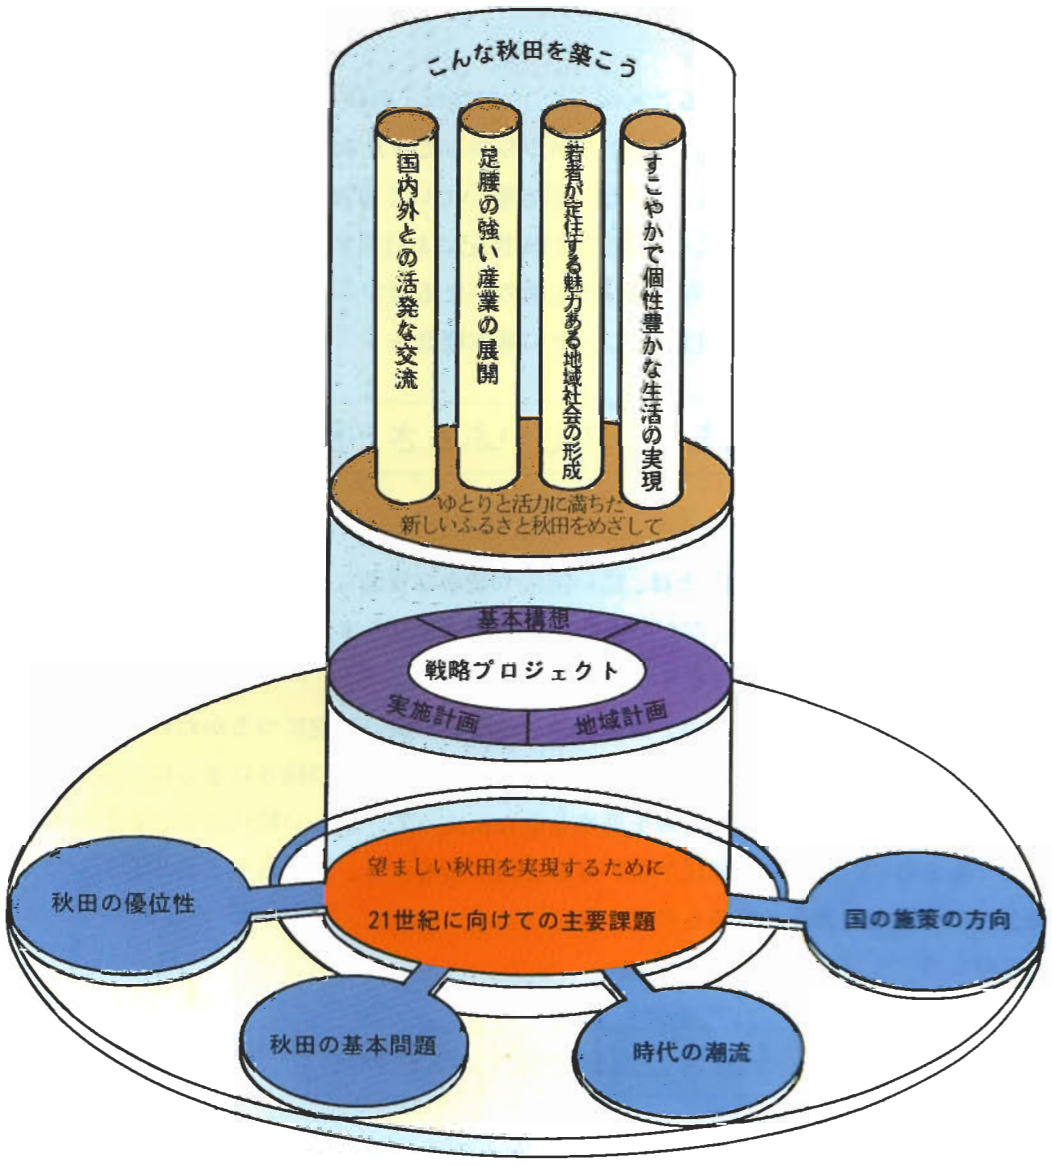 こんな秋田を築こう
国内外との活発な交流
足腰の強い産業の展開
若者が定住する魅力ある地域社会の形成
すこやかで個性豊かな生活の実現
ゆとりと活力に満ちた
新しいふるさと秋田をめざして
基本構想
戦略プロジェクト
実施計画
地域計画
望ましい秋田を実現するために
21世紀に向けての主要課題
秋田の優位性
国の施策の方向
秋田の基本問題
時代の潮流